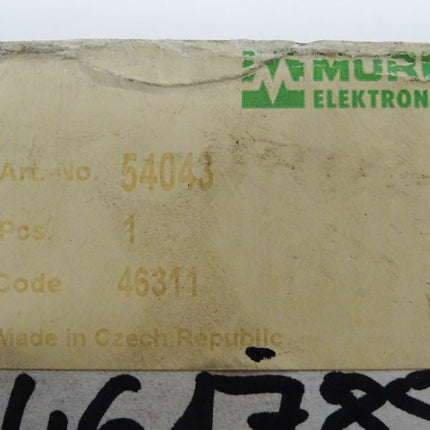 MURR
ELEKTRON
Art.-No. 54043
Pcs. 1
Code 46311
Made in Czech Republic